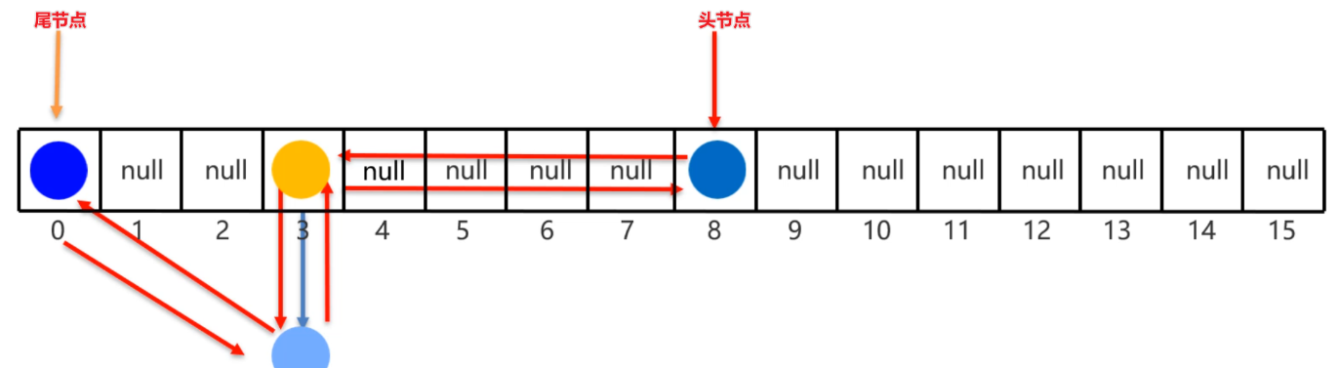 尾节点 头节点
null null null null null null null null null null null null null
0 1 2 3 4 5 6 7 8 9 10 11 12 13 14 15